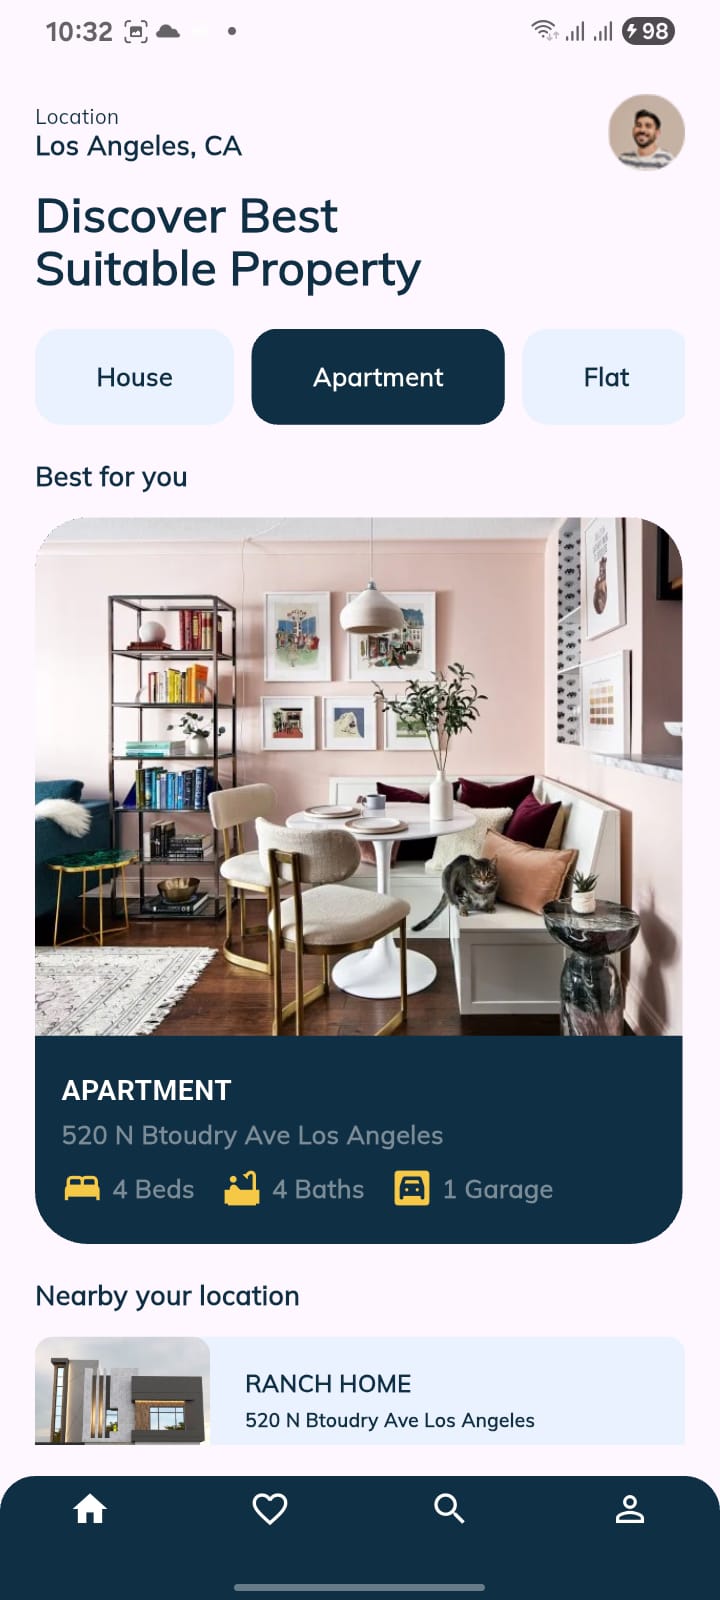 10:32
98
Location
Los Angeles, CA
Discover Best
Suitable Property
House
Apartment
Flat
Best for you
APARTMENT
520 N Btoudry Ave Los Angeles
4 Beds
4 Baths
1 Garage
Nearby your location
RANCH HOME
520 N Btoudry Ave Los Angeles